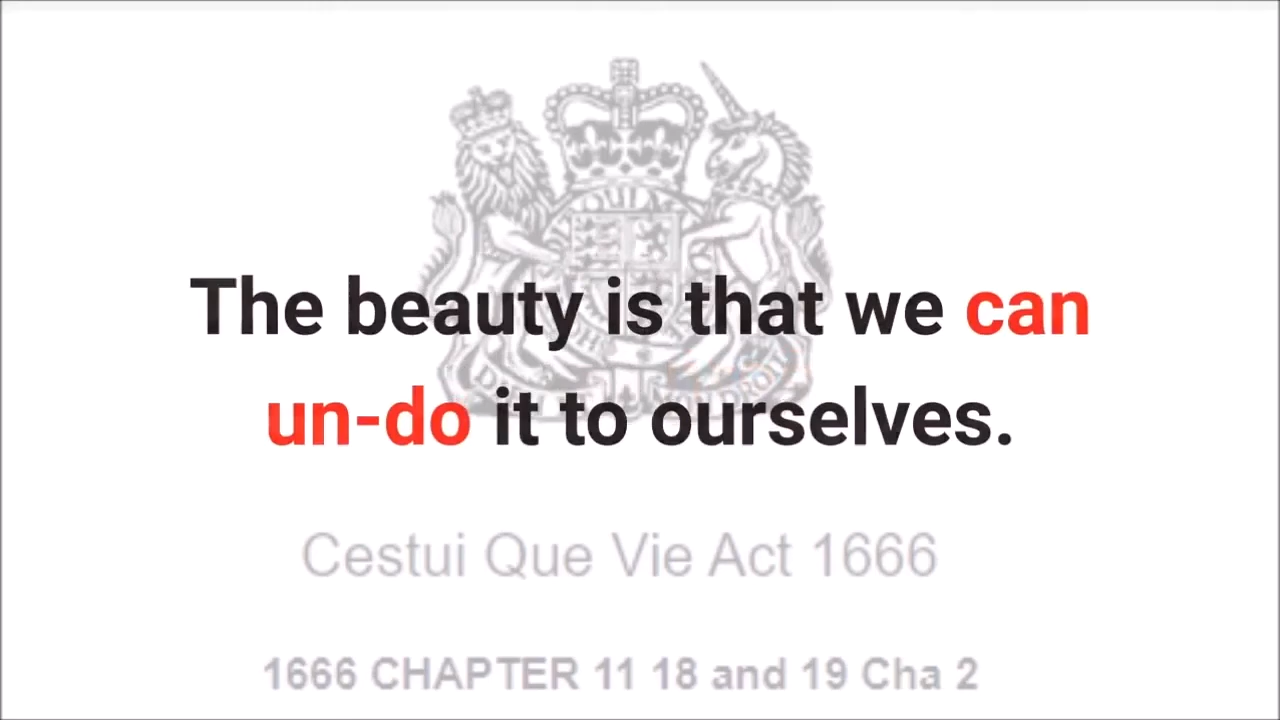 The beauty is that we can
un-do it to ourselves.
Cestui Que Vie Act 1666
1666 CHAPTER 11 18 and 19 Cha 2